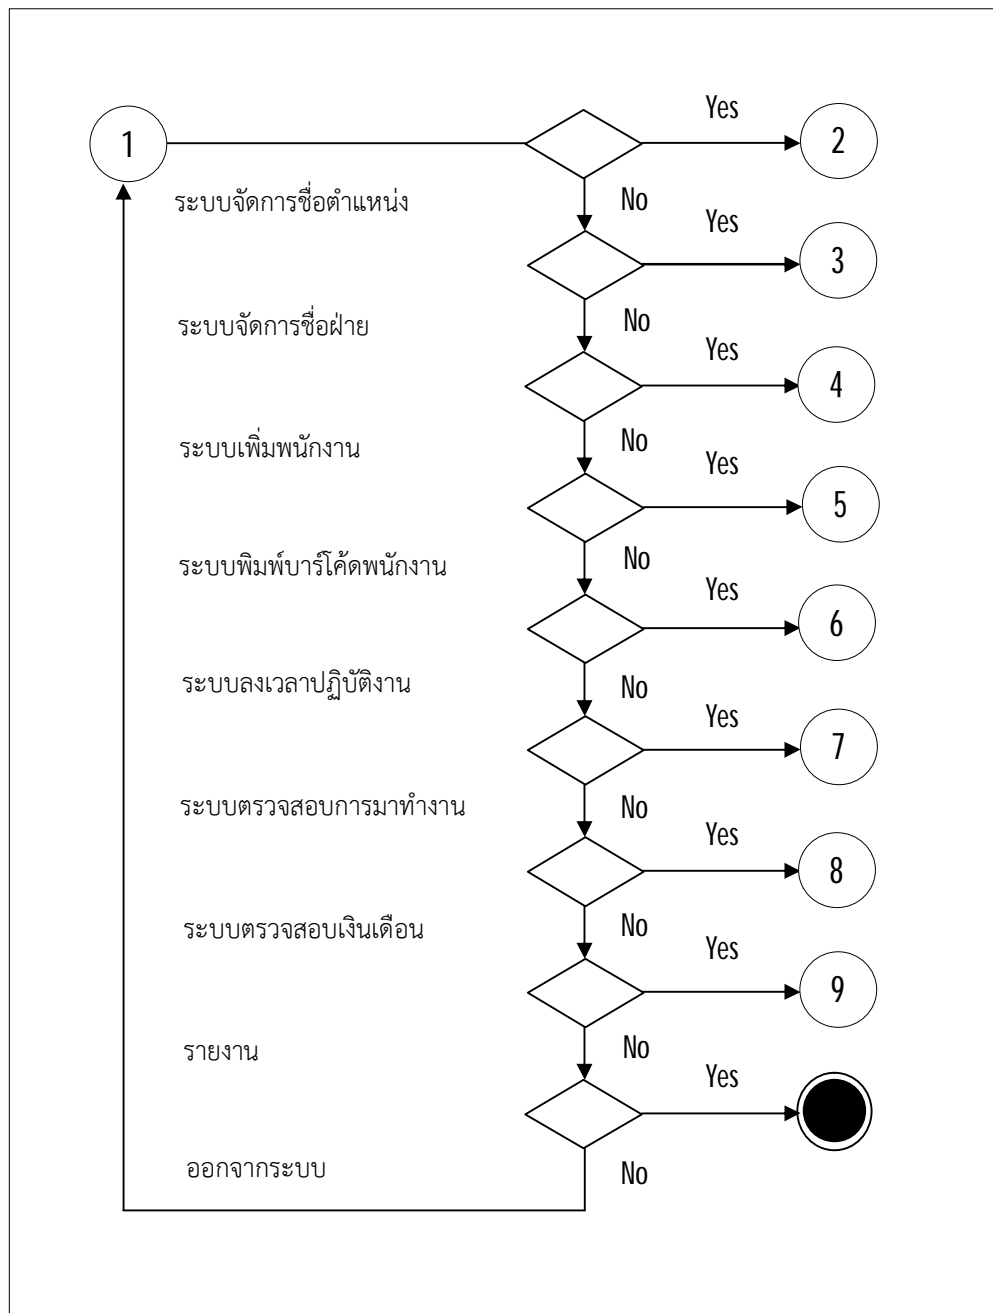 Yes
1
2
ระบบจัดการชื่อตำแหน่ง
No
Yes
3
ระบบจัดการชื่อฝ่าย
No
Yes
4
ระบบเพิ่มพนักงาน
No
Yes
5
ระบบพิมพ์บาร์โค้ดพนักงาน
No
Yes
6
ระบบลงเวลาปฏิบัติงาน
No
Yes
7
ระบบตรวจสอบการมาทำงาน
No
Yes
8
ระบบตรวจสอบเงินเดือน
No
Yes
9
รายงาน
No
Yes
ออกจากระบบ
No